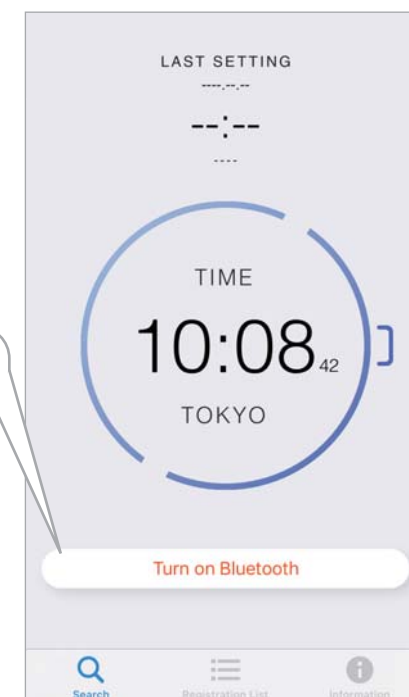 LAST SETTING
----.--.--
--:--
----
TIME
10:08 42
TOKYO
Turn on Bluetooth
Search Registration List Information